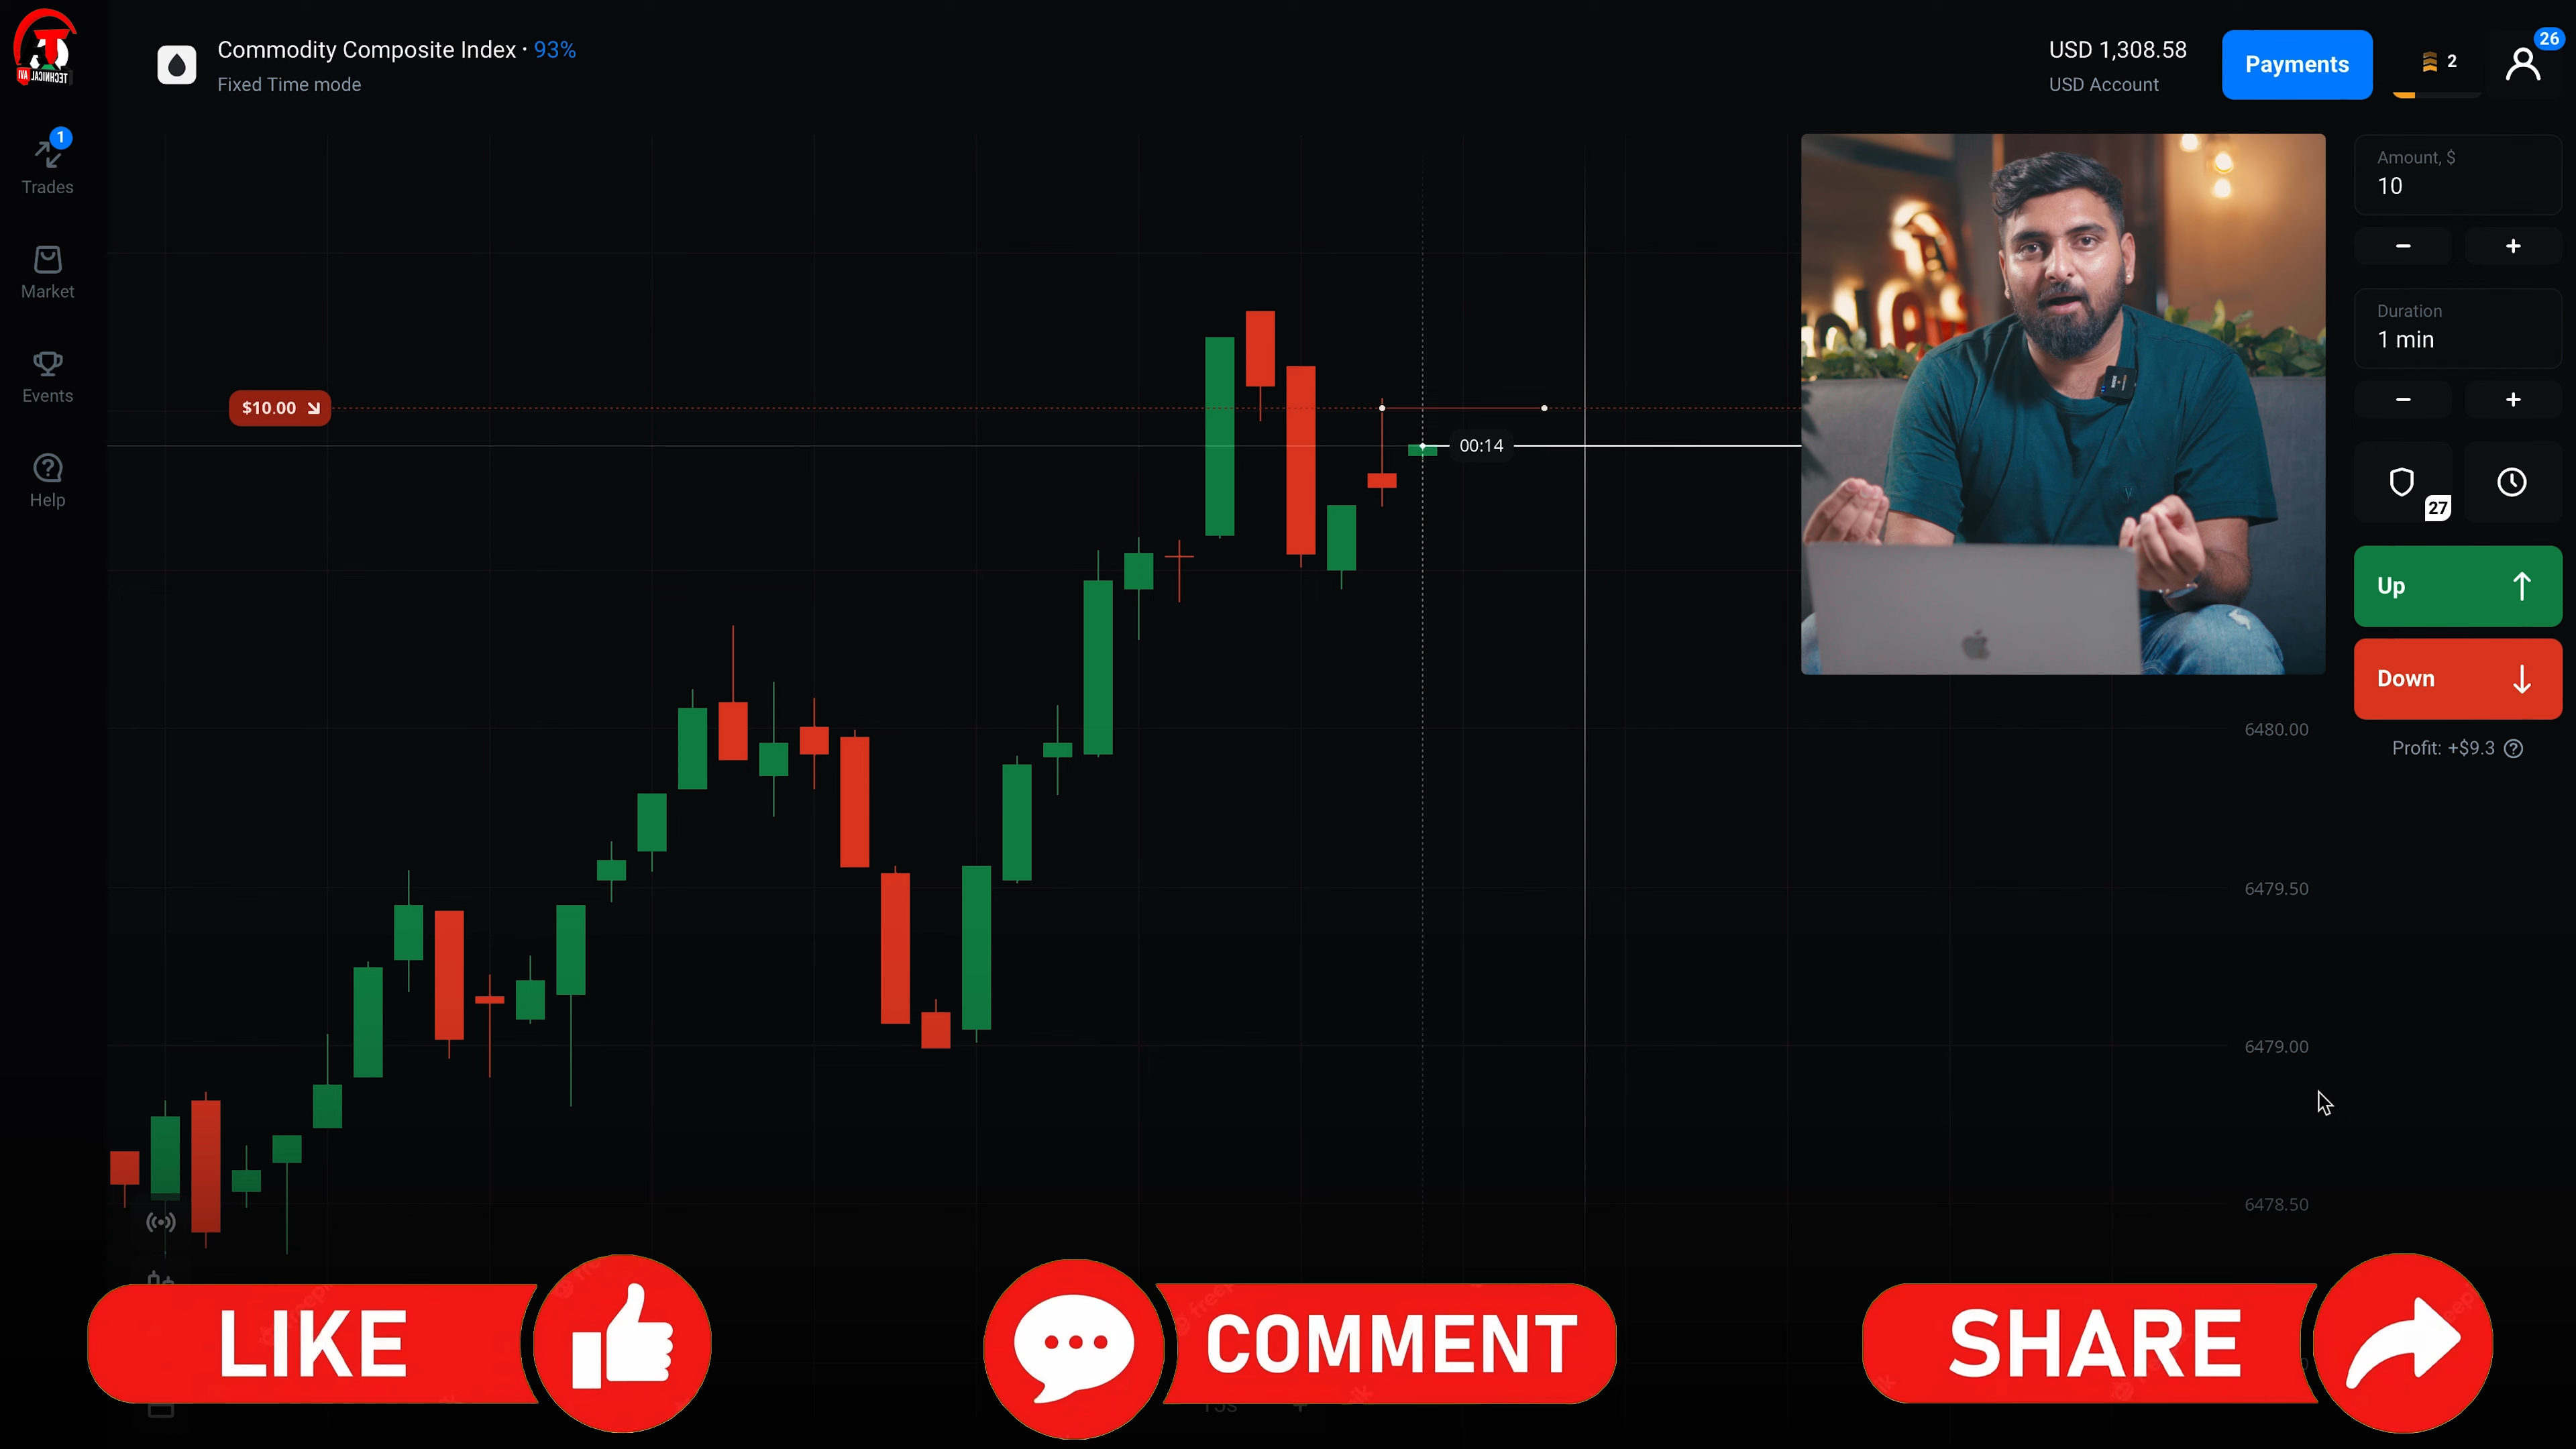 TECHNICAL AVI
Commodity Composite Index · 93%
Fixed Time mode
USD 1,308.58
USD Account
Payments
2
26
1
Trades
Market
Events
Help
$10.00
00:14
Amount, $
10
Duration
1 min
27
Up
Down
Profit: +$9.3
6480.00
6479.50
6479.00
6478.50
LIKE
COMMENT
SHARE